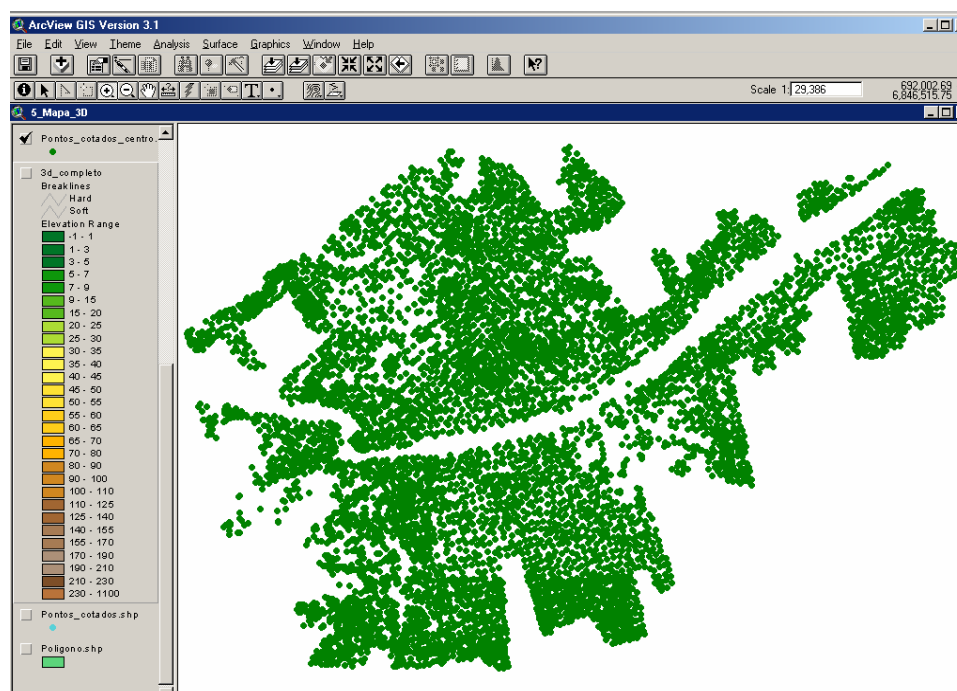 ArcView GIS Version 3.1
File Edit View Theme Analysis Surface Graphics Window Help
Scale 1: 29,386
692,002.69
6,846,515.75
5_Mapa_3D
Pontos_cotados_centro.
3d_completo
Breaklines
Hard
Soft
Elevation Range
-1 - 1
1 - 3
3 - 5
5 - 7
7 - 9
9 - 15
15 - 20
20 - 25
25 - 30
30 - 35
35 - 40
40 - 45
45 - 50
50 - 55
55 - 60
60 - 65
65 - 70
70 - 80
80 - 90
90 - 100
100 - 110
110 - 125
125 - 140
140 - 155
155 - 170
170 - 190
190 - 210
210 - 230
230 - 1100
Pontos_cotados.shp
Poligono.shp